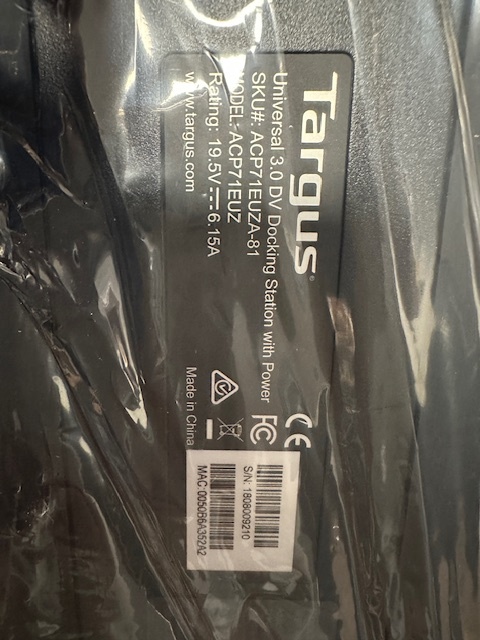 Targus
Universal 3.0 DV Docking Station with Power
SKU#: ACP71EUZA-81
MODEL: ACP71EUZ
Rating: 19.5V⎓6.15A
www.targus.com
CE
FC
Made in China
S/N: 1808009210
MAC:0050B6A352A2